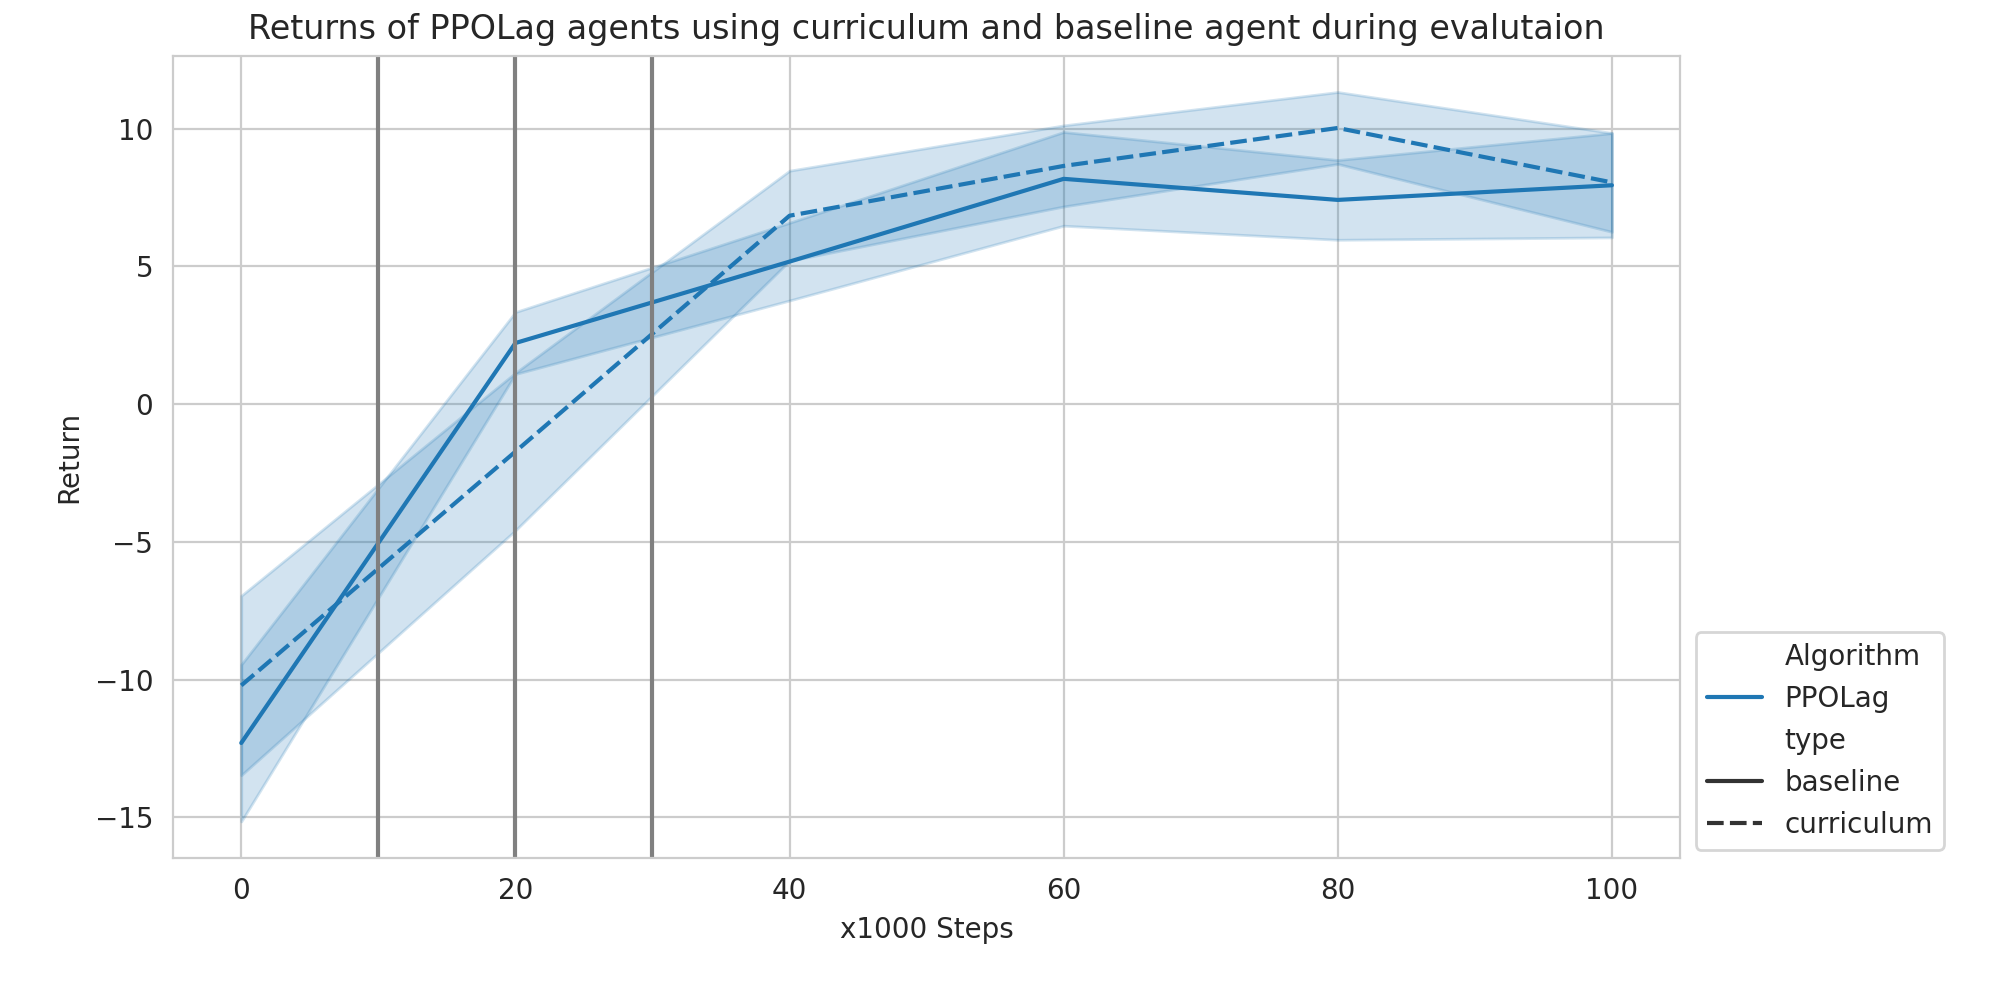 Returns of PPOLag agents using curriculum and baseline agent during evalutaion
10
5
0
−5
−10
−15
Return
0 20 40 60 80 100
x1000 Steps
Algorithm
PPOLag
type
baseline
curriculum